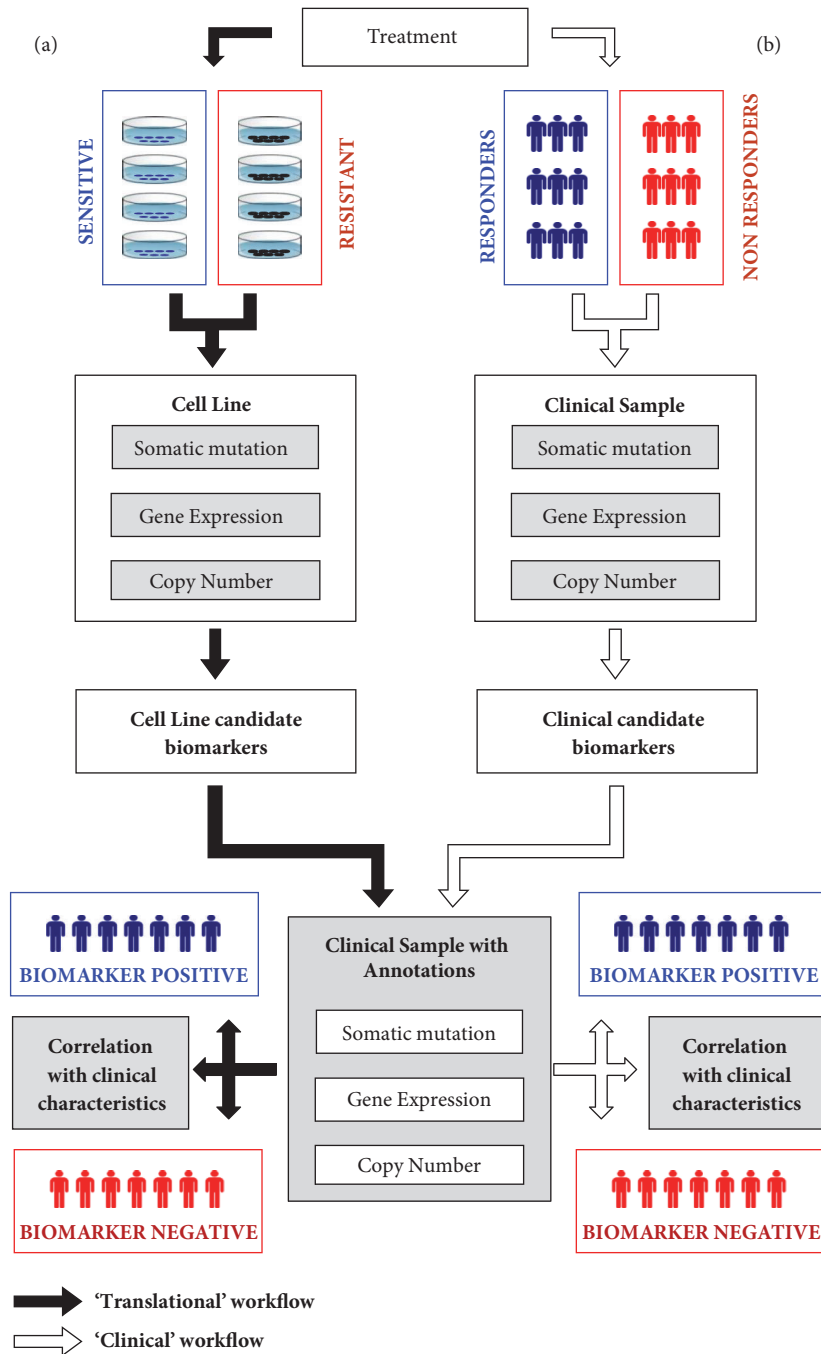 (a)
Treatment
(b)
SENSITIVE
RESISTANT
RESPONDERS
NON RESPONDERS
Cell Line
Somatic mutation
Gene Expression
Copy Number
Clinical Sample
Somatic mutation
Gene Expression
Copy Number
Cell Line candidate
biomarkers
Clinical candidate
biomarkers
BIOMARKER POSITIVE
Correlation
with clinical
characteristics
BIOMARKER NEGATIVE
Clinical Sample with
Annotations
Somatic mutation
Gene Expression
Copy Number
BIOMARKER POSITIVE
Correlation
with clinical
characteristics
BIOMARKER NEGATIVE
‘Translational’ workflow
‘Clinical’ workflow